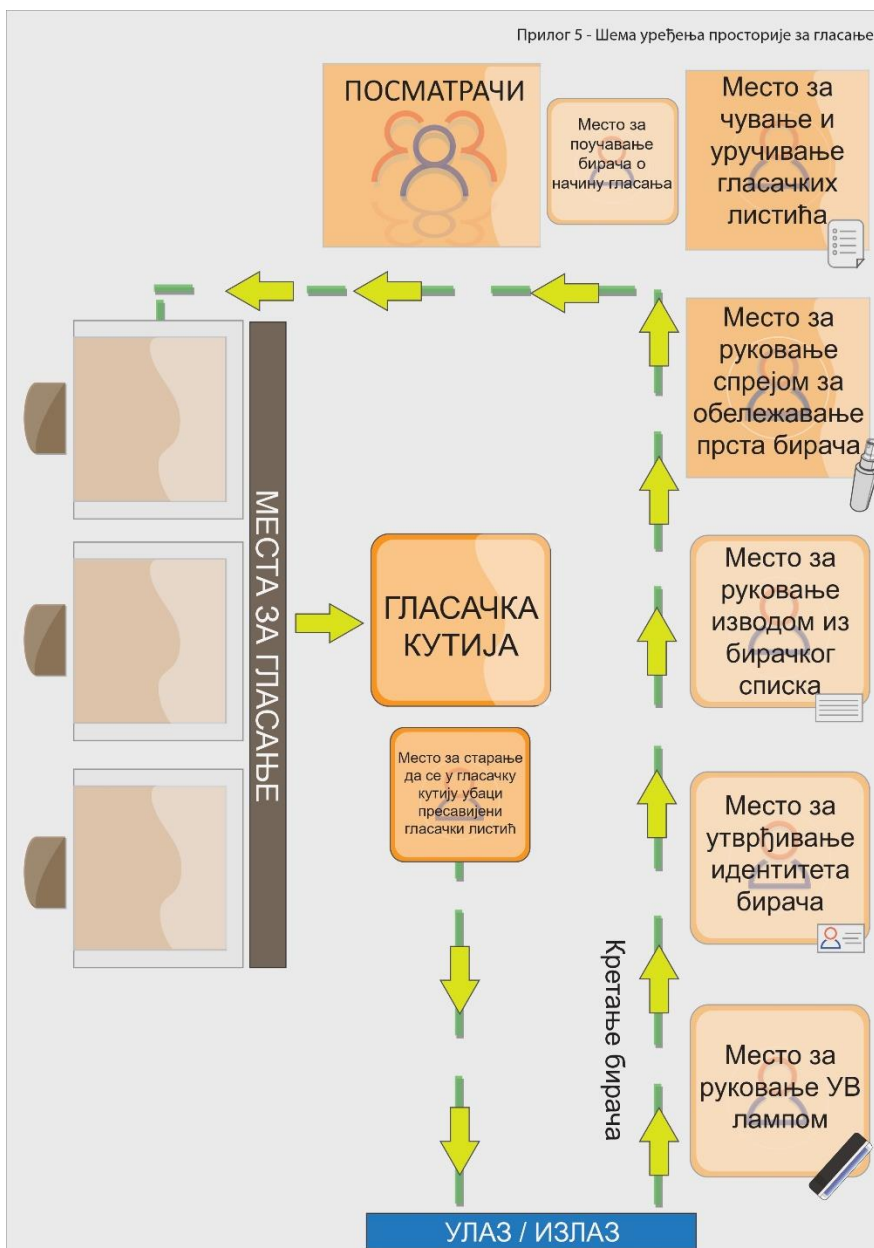 Прилог 5 - Шема уређења просторије за гласање
ПОСМАТРАЧИ
Место за
поучавање
бирача о
начину гласања
Место за
чување и
уручивање
гласачких
листића
Место за
руковање
спрејом за
обележавање
прста бирача
МЕСТА ЗА ГЛАСАЊЕ
ГЛАСАЧКА
КУТИЈА
Место за
руковање
изводом из
бирачког
списка
Место за старање
да се у гласачку
кутију убаци
пресавијени
гласачки листић
Место за
утврђивање
идентитета
бирача
Кретање бирача
Место за
руковање УВ
лампом
УЛАЗ / ИЗЛАЗ